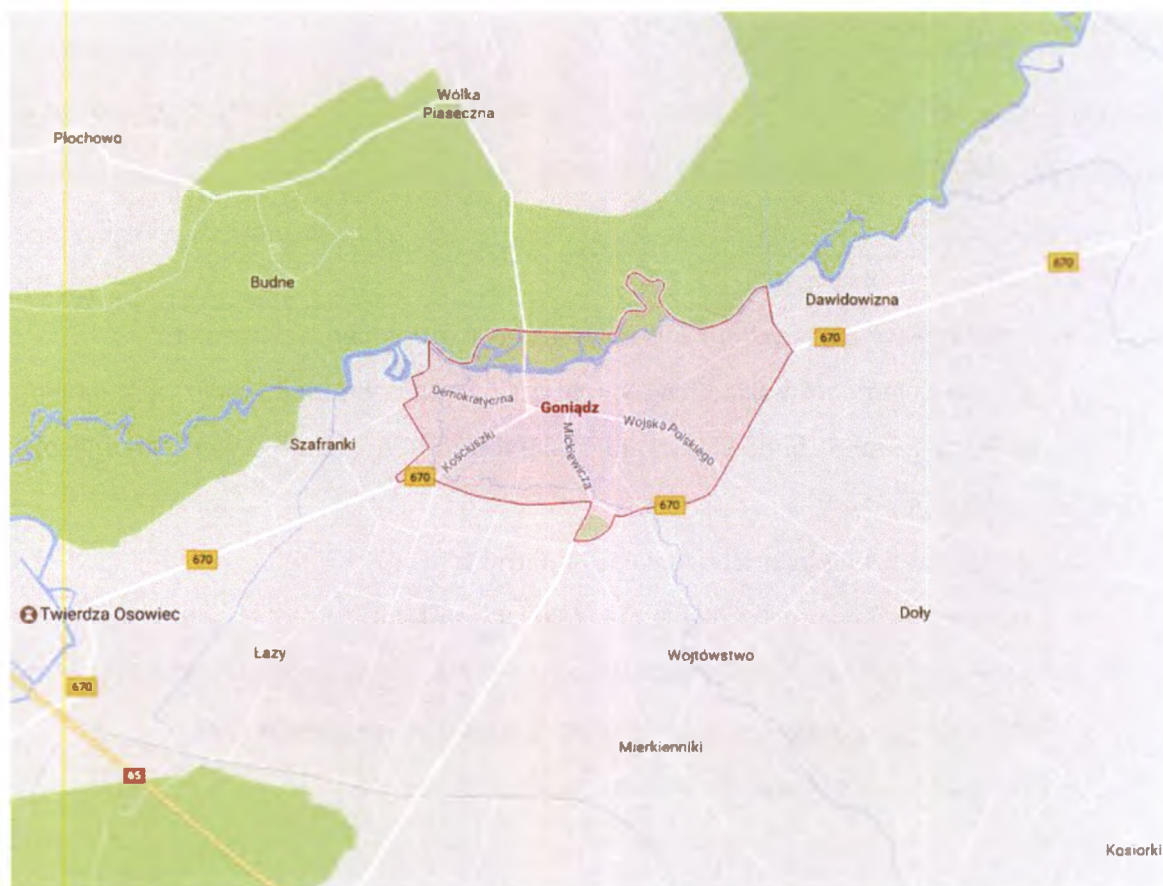 Wólka
Piaseczna
Płochowo
Budne
670
Dawidowizna
670
Demokratyczna
Goniądz
Wojska Polskiego
Szafranki
Kościuszki
Mickiewicza
670
670
670
Twierdza Osowiec
Doły
Łazy
Wojtówstwo
670
Mierkienniki
65
Kosiorki